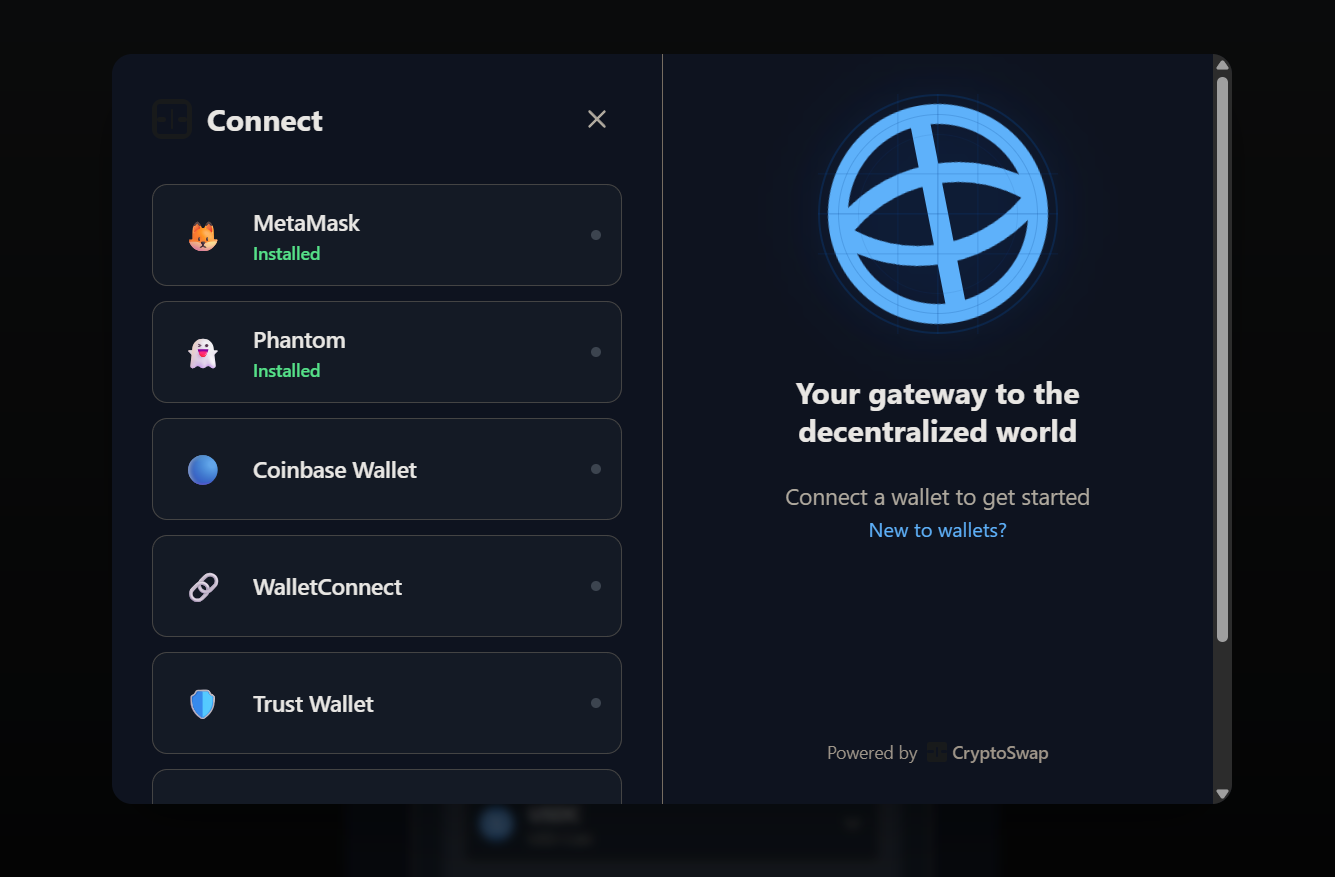 Connect
MetaMask
Installed
Phantom
Installed
Coinbase Wallet
WalletConnect
Trust Wallet
Your gateway to the
decentralized world
Connect a wallet to get started
New to wallets?
Powered by CryptoSwap